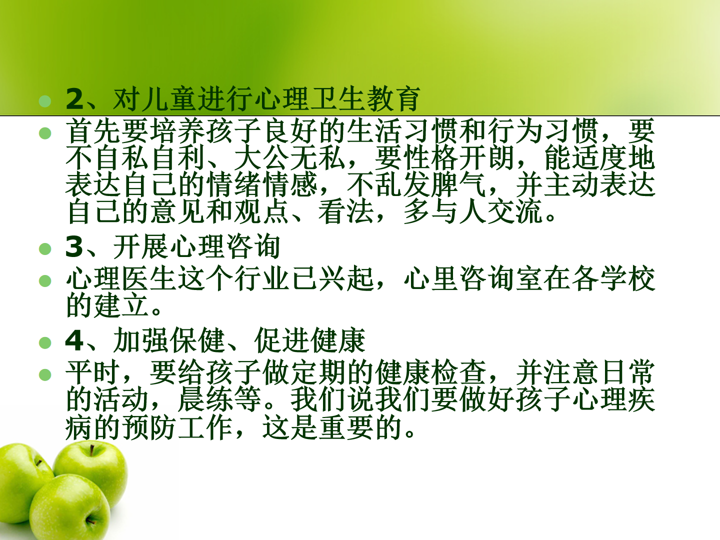 2、对儿童进行心理卫生教育
首先要培养孩子良好的生活习惯和行为习惯，要
不自私自利、大公无私，要性格开朗，能适度地
表达自己的情绪情感，不乱发脾气，并主动表达
自己的意见和观点、看法，多与人交流。
3、开展心理咨询
心理医生这个行业已兴起，心里咨询室在各学校
的建立。
4、加强保健、促进健康
平时，要给孩子做定期的健康检查，并注意日常
的活动，晨练等。我们说我们要做好孩子心理疾
病的预防工作，这是重要的。